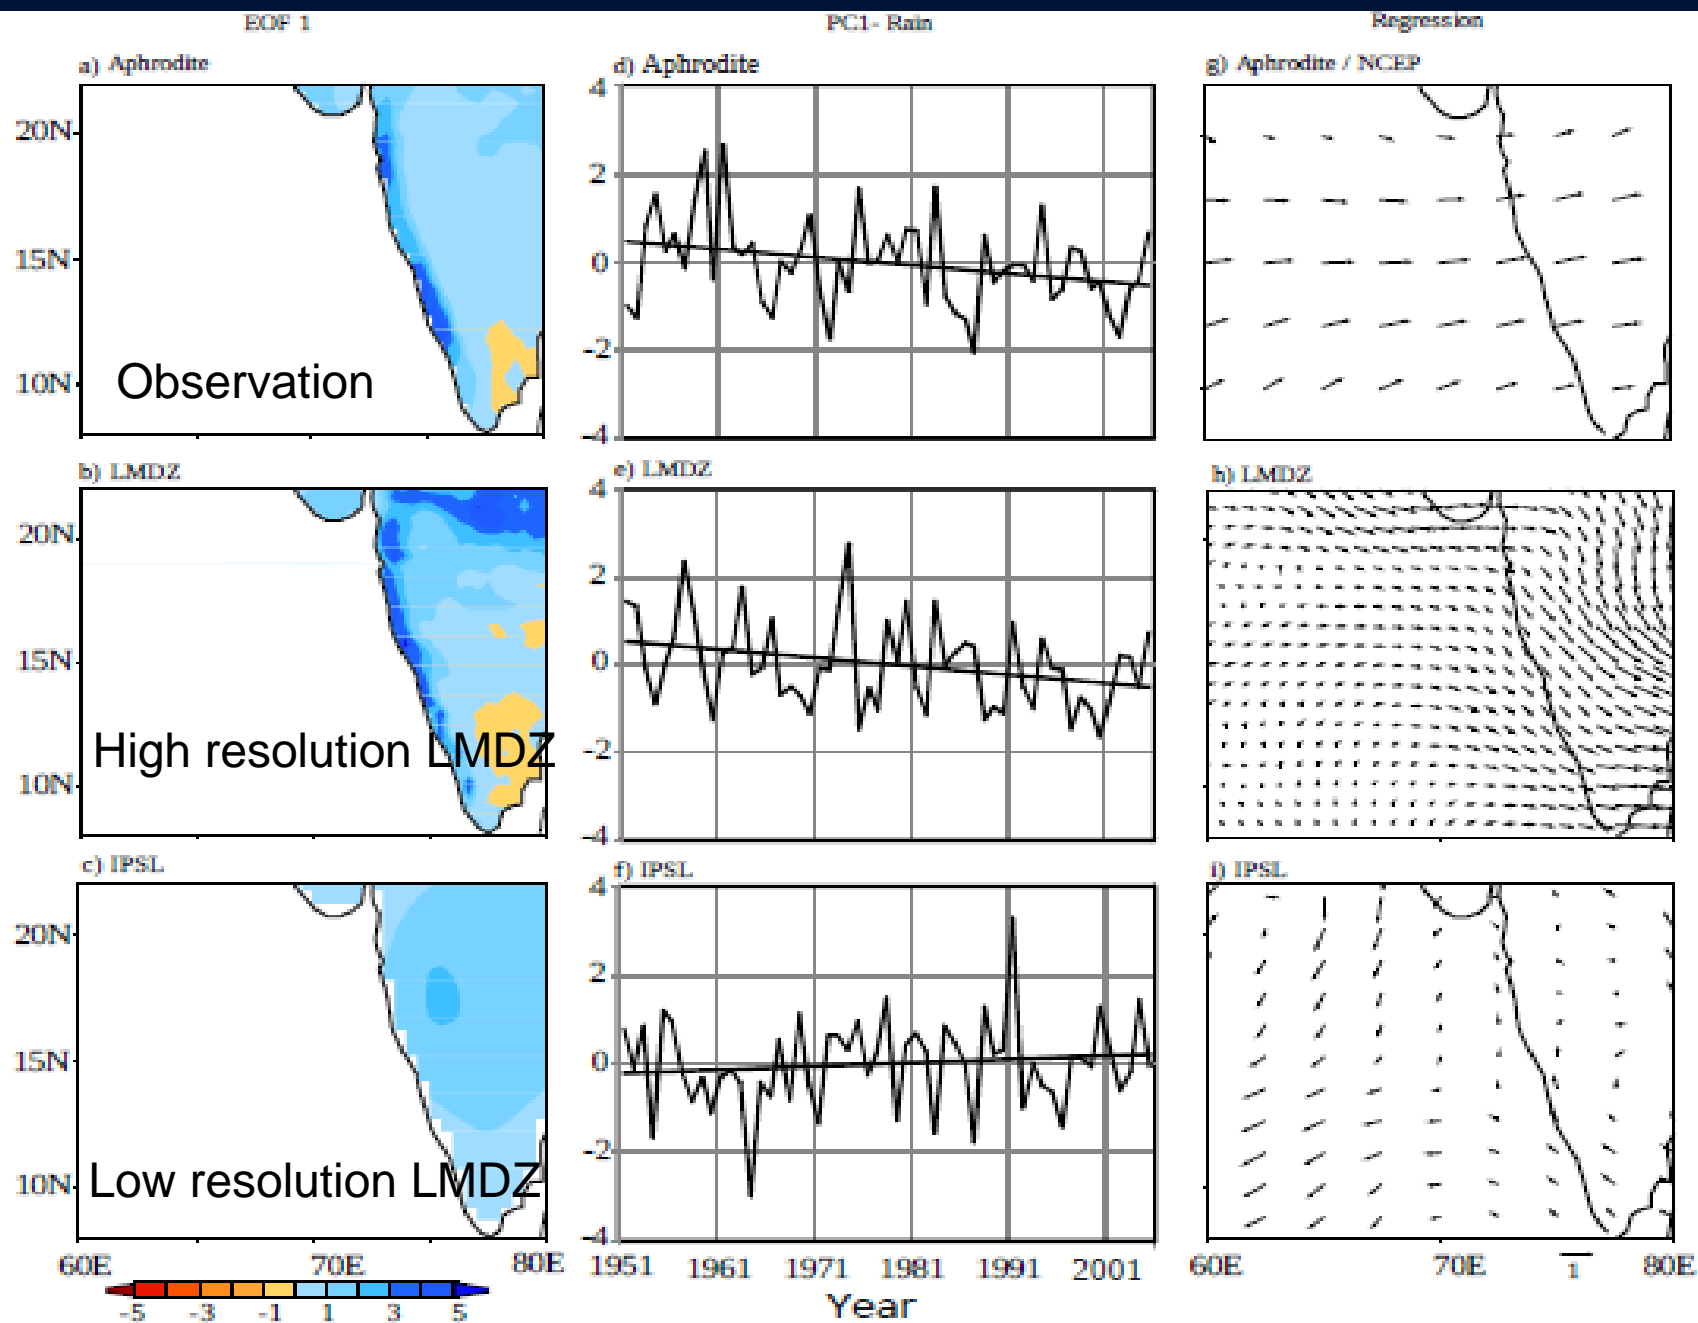 EOF 1
PC1- Rain
Regression
a) Aphrodite
d) Aphrodite
g) Aphrodite / NCEP
20N
15N
10N
Observation
4
2
0
-2
-4
b) LMDZ
e) LMDZ
h) LMDZ
20N
15N
10N
High resolution LMDZ
4
2
0
-2
-4
c) IPSL
f) IPSL
i) IPSL
20N
15N
10N
Low resolution LMDZ
4
2
0
-2
-4
60E 70E 80E
1951 1961 1971 1981 1991 2001
60E 70E 1 80E
-5 -3 -1 1 3 5
Year